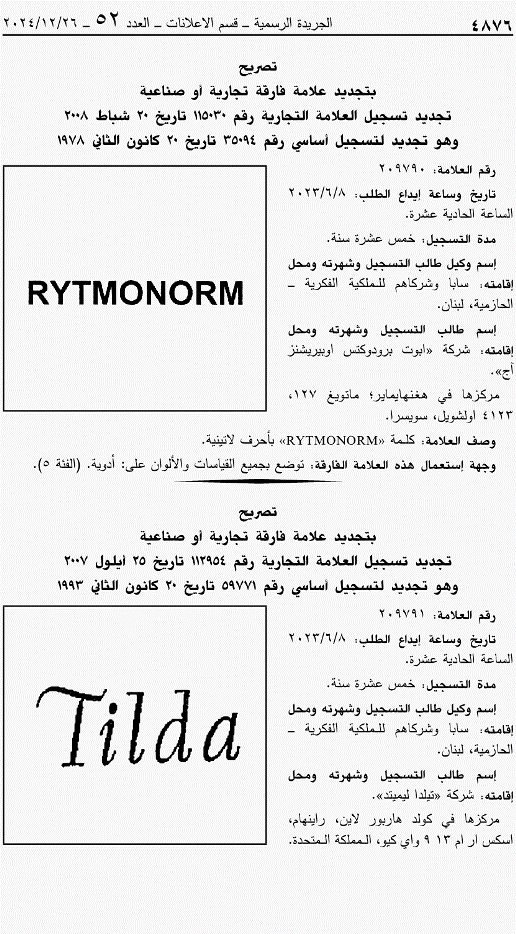 ٤٨٧٦ الجريدة الرسمية ــ قسم الاعلانات ــ العدد ٥٢ ــ ٢٠٢٤/١٢/٢٦
تصريح
بتجديد علامة فارقة تجارية أو صناعية
تجديد تسجيل العلامة التجارية رقم ١١٥٠٣٠ تاريخ ٢٠ شباط ٢٠٠٨
وهو تجديد لتسجيل أساسي رقم ٣٥٠٩٤ تاريخ ٢٠ كانون الثاني ١٩٧٨
رقم العلامة: ٢٠٩٧٩٠
تاريخ وساعة إيداع الطلب: ٢٠٢٣/٦/٨
الساعة الحادية عشرة.
مدة التسجيل: خمس عشرة سنة.
إسم وكيل طالب التسجيل وشهرته ومحل
إقامته: سابا وشركاهم للملكية الفكرية ــ
الحازمية، لبنان.
إسم طالب التسجيل وشهرته ومحل
إقامته: شركة «ابوت برودوكتس اوبيريشنز
أج».
مركزها في هغنهايماير؛ ماتويغ ١٢٧،
٤١٢٣ اولشويل، سويسرا.
RYTMONORM
وصف العلامة: كلمة «RYTMONORM» بأحرف لاتينية.
وجهة إستعمال هذه العلامة الفارقة: توضع بجميع القياسات والألوان على: أدوية. (الفئة ٥).
تصريح
بتجديد علامة فارقة تجارية أو صناعية
تجديد تسجيل العلامة التجارية رقم ١١٢٩٥٤ تاريخ ٢٥ أيلول ٢٠٠٧
وهو تجديد لتسجيل أساسي رقم ٥٩٧٧١ تاريخ ٢٠ كانون الثاني ١٩٩٣
رقم العلامة: ٢٠٩٧٩١
تاريخ وساعة إيداع الطلب: ٢٠٢٣/٦/٨
الساعة الحادية عشرة.
مدة التسجيل: خمس عشرة سنة.
إسم وكيل طالب التسجيل وشهرته ومحل
إقامته: سابا وشركاهم للملكية الفكرية ــ
الحازمية، لبنان.
إسم طالب التسجيل وشهرته ومحل
إقامته: شركة «تيلدا ليميتد».
مركزها في كولد هاربور لاين، راينهام،
اسكس ار ام ١٣ ٩ واي كيو، المملكة المتحدة.
Tilda